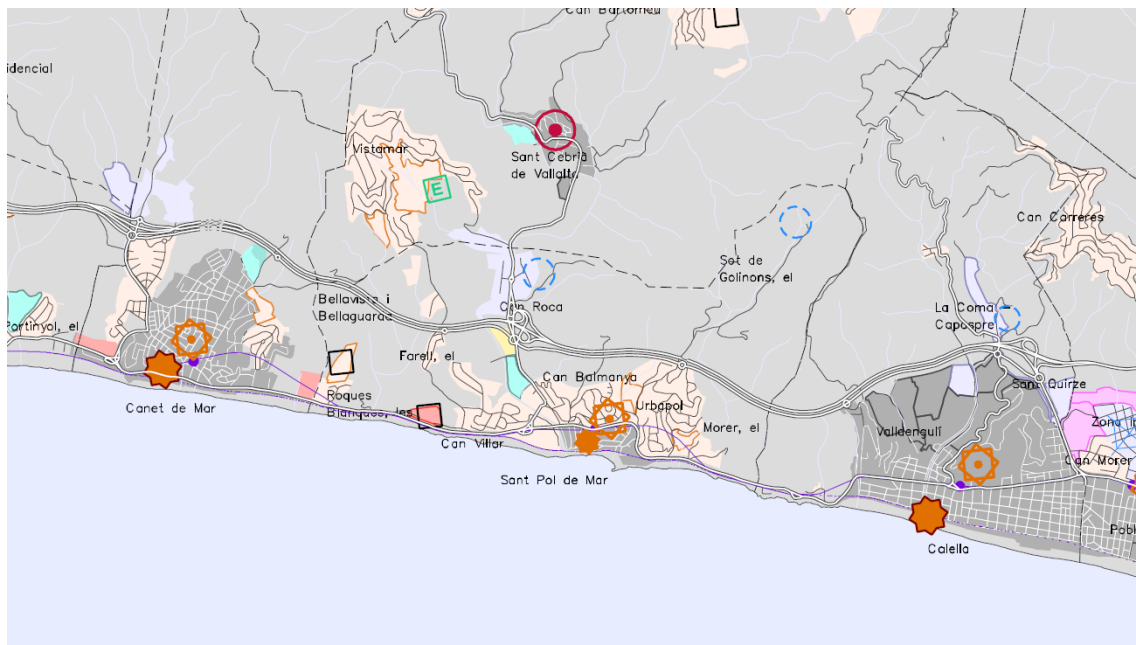 Can Bartomeu
idencial
Vistamar
Sant Cebrià
de Vallalta
E
Can Carreres
Sot de
Golinons, el
Bellavista i
Bellaguarda
Can Roca
La Coma
Capaspre
Partinyol, el
Farell, el
Can Balmanya
Sant Quirze
Canet de Mar
Roques
Blanques, les
Urbapol
Can Villar
Morer, el
Valldenguli
Zona In
Can Morer
Sant Pol de Mar
Calella
Pobl